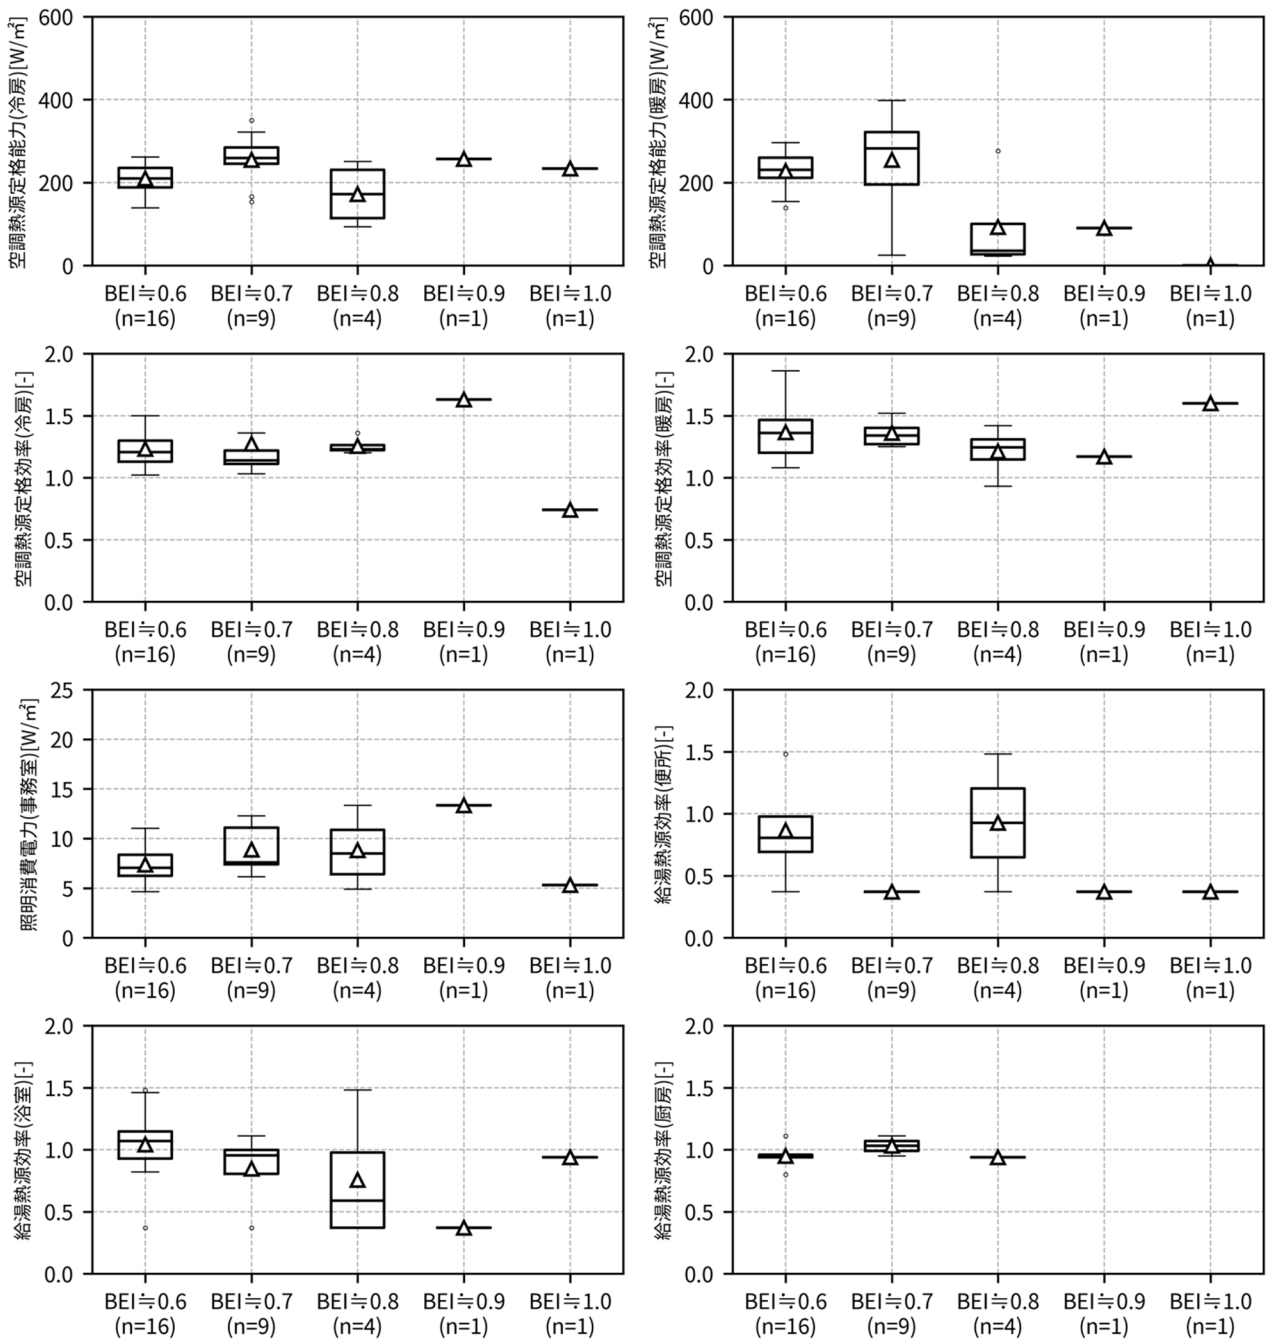 空調熱源定格能力(冷房)[W/㎡]
600
400
200
0
BEI≒0.6 BEI≒0.7 BEI≒0.8 BEI≒0.9 BEI≒1.0
(n=16) (n=9) (n=4) (n=1) (n=1)
空調熱源定格能力(暖房)[W/㎡]
600
400
200
0
BEI≒0.6 BEI≒0.7 BEI≒0.8 BEI≒0.9 BEI≒1.0
(n=16) (n=9) (n=4) (n=1) (n=1)
空調熱源定格効率(冷房)[-]
2.0
1.5
1.0
0.5
0.0
BEI≒0.6 BEI≒0.7 BEI≒0.8 BEI≒0.9 BEI≒1.0
(n=16) (n=9) (n=4) (n=1) (n=1)
空調熱源定格効率(暖房)[-]
2.0
1.5
1.0
0.5
0.0
BEI≒0.6 BEI≒0.7 BEI≒0.8 BEI≒0.9 BEI≒1.0
(n=16) (n=9) (n=4) (n=1) (n=1)
照明消費電力(事務室)[W/㎡]
25
20
15
10
5
0
BEI≒0.6 BEI≒0.7 BEI≒0.8 BEI≒0.9 BEI≒1.0
(n=16) (n=9) (n=4) (n=1) (n=1)
給湯熱源効率(便所)[-]
2.0
1.5
1.0
0.5
0.0
BEI≒0.6 BEI≒0.7 BEI≒0.8 BEI≒0.9 BEI≒1.0
(n=16) (n=9) (n=4) (n=1) (n=1)
給湯熱源効率(浴室)[-]
2.0
1.5
1.0
0.5
0.0
BEI≒0.6 BEI≒0.7 BEI≒0.8 BEI≒0.9 BEI≒1.0
(n=16) (n=9) (n=4) (n=1) (n=1)
給湯熱源効率(厨房)[-]
2.0
1.5
1.0
0.5
0.0
BEI≒0.6 BEI≒0.7 BEI≒0.8 BEI≒0.9 BEI≒1.0
(n=16) (n=9) (n=4) (n=1) (n=1)